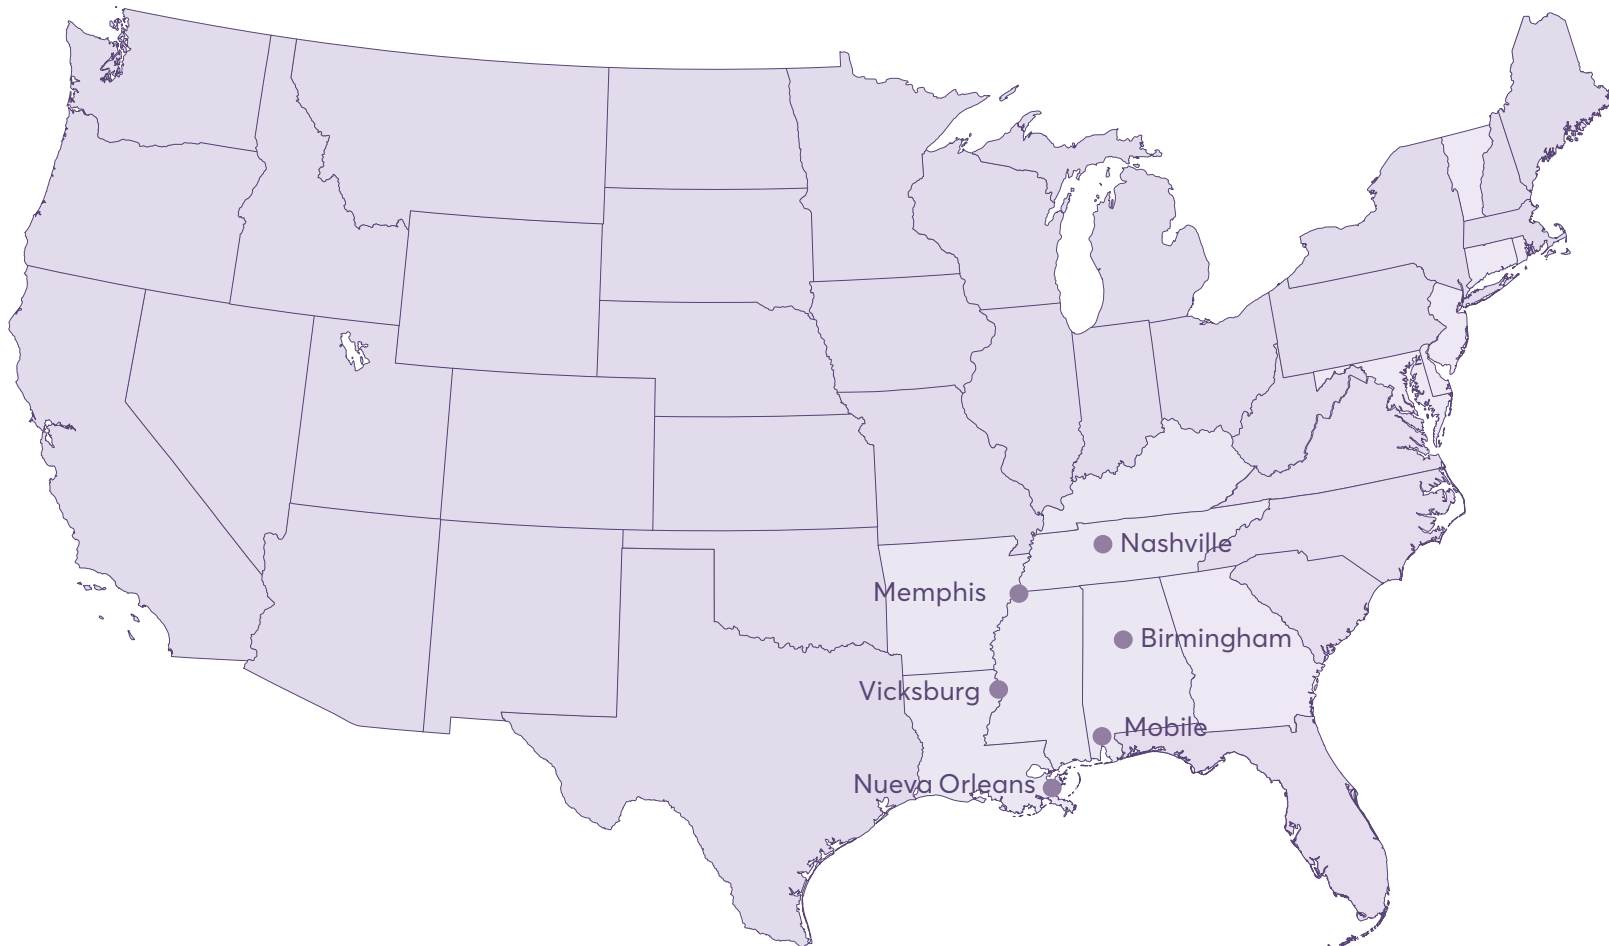 Nashville
Memphis
Birmingham
Vicksburg
Mobile
Nueva Orleans